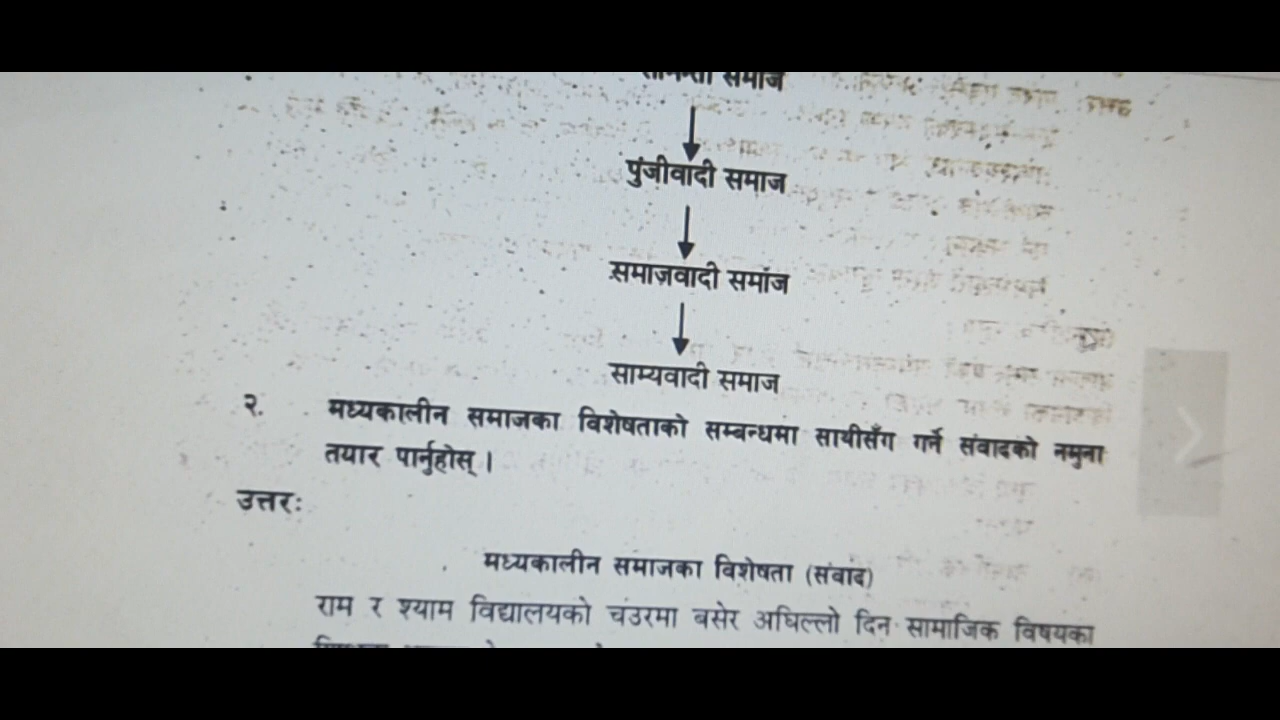 समाज
पुंजीवादी समाज
समाजवादी समाज
साम्यवादी समाज
२. मध्यकालीन समाजका विशेषताको सम्बन्धमा साथीसँग गर्ने संवादको नमुना
तयार पार्नुहोस् ।
उत्तरः
मध्यकालीन समाजका विशेषता (संवाद)
राम र श्याम विद्यालयको चउरमा बसेर अघिल्लो दिन सामाजिक विषयका